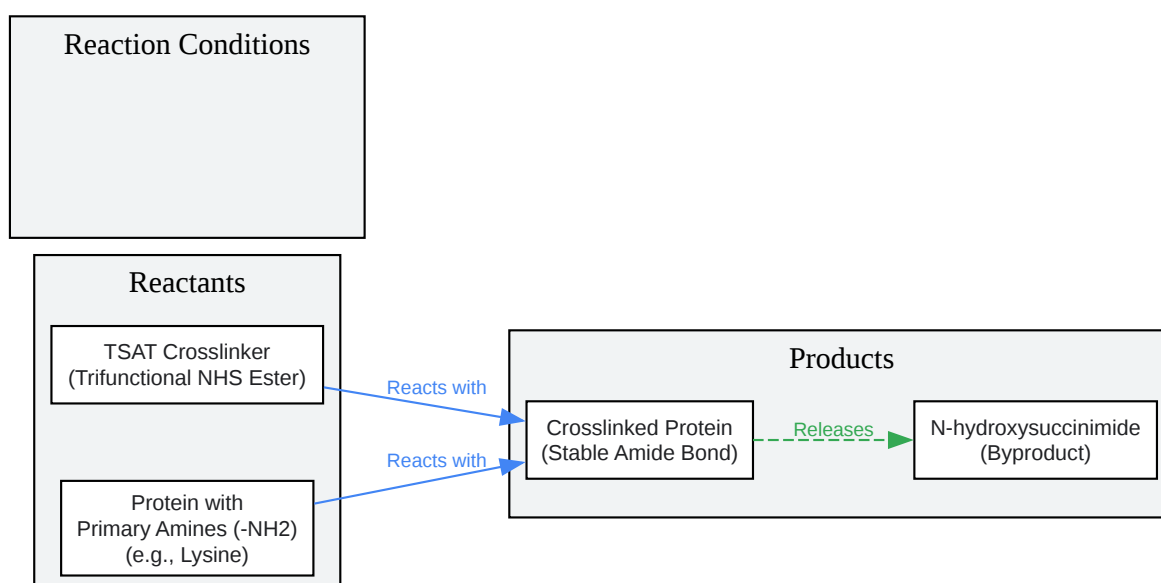 Reaction Conditions
Reactants
TSAT Crosslinker
(Trifunctional NHS Ester)
Protein with
Primary Amines (-NH2)
(e.g., Lysine)
Reacts with
Reacts with
Products
Crosslinked Protein
(Stable Amide Bond)
Releases
N-hydroxysuccinimide
(Byproduct)